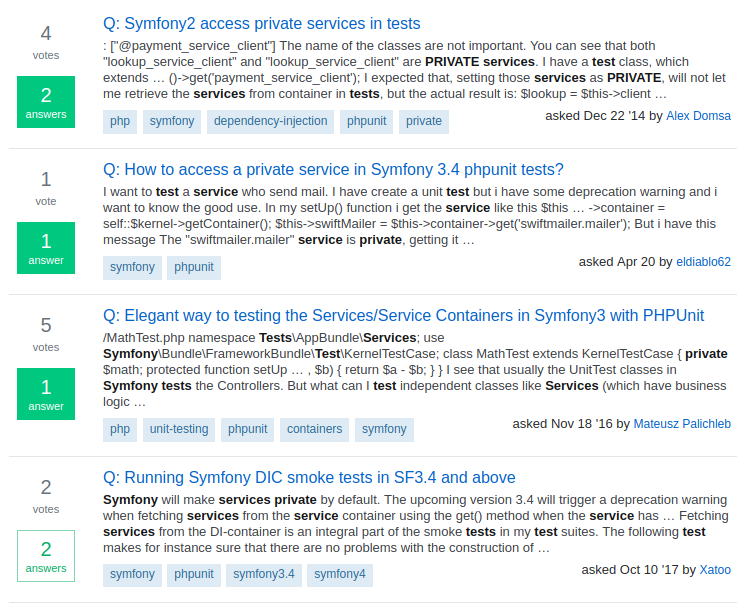 4
votes
2
answers
Q: Symfony2 access private services in tests
: ["@payment_service_client"] The name of the classes are not important. You can see that both
"lookup_service_client" and "lookup_service_client" are PRIVATE services. I have a test class, which
extends … ()->get('payment_service_client'); I expected that, setting those services as PRIVATE, will not let
me retrieve the services from container in tests, but the actual result is: $lookup = $this->client …
php symfony dependency-injection phpunit private
asked Dec 22 '14 by Alex Domsa
1
vote
1
answer
Q: How to access a private service in Symfony 3.4 phpunit tests?
I want to test a service who send mail. I have create a unit test but i have some deprecation warning and i
want to know the good use. In my setUp() function i get the service like this $this … ->container =
self::$kernel->getContainer(); $this->swiftMailer = $this->container->get('swiftmailer.mailer'); But i have this
message The "swiftmailer.mailer" service is private, getting it …
symfony phpunit
asked Apr 20 by eldiablo62
5
votes
1
answer
Q: Elegant way to testing the Services/Service Containers in Symfony3 with PHPUnit
/MathTest.php namespace Tests\AppBundle\Services; use
Symfony\Bundle\FrameworkBundle\Test\KernelTestCase; class MathTest extends KernelTestCase { private
$math; protected function setUp … , $b) { return $a - $b; } } I see that usually the UnitTest classes in
Symfony tests the Controllers. But what can I test independent classes like Services (which have business
logic …
php unit-testing phpunit containers symfony
asked Nov 18 '16 by Mateusz Palichleb
2
votes
2
answers
Q: Running Symfony DIC smoke tests in SF3.4 and above
Symfony will make services private by default. The upcoming version 3.4 will trigger a deprecation warning
when fetching services from the service container using the get() method when the service has … Fetching
services from the DI-container is an integral part of the smoke tests in my test suites. The following test
makes for instance sure that there are no problems with the construction of …
symfony phpunit symfony3.4 symfony4
asked Oct 10 '17 by Xatoo